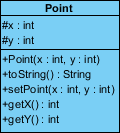 Point
#x : int
#y : int
+Point(x : int, y : int)
+toString() : String
+setPoint(x : int, y : int)
+getX() : int
+getY() : int